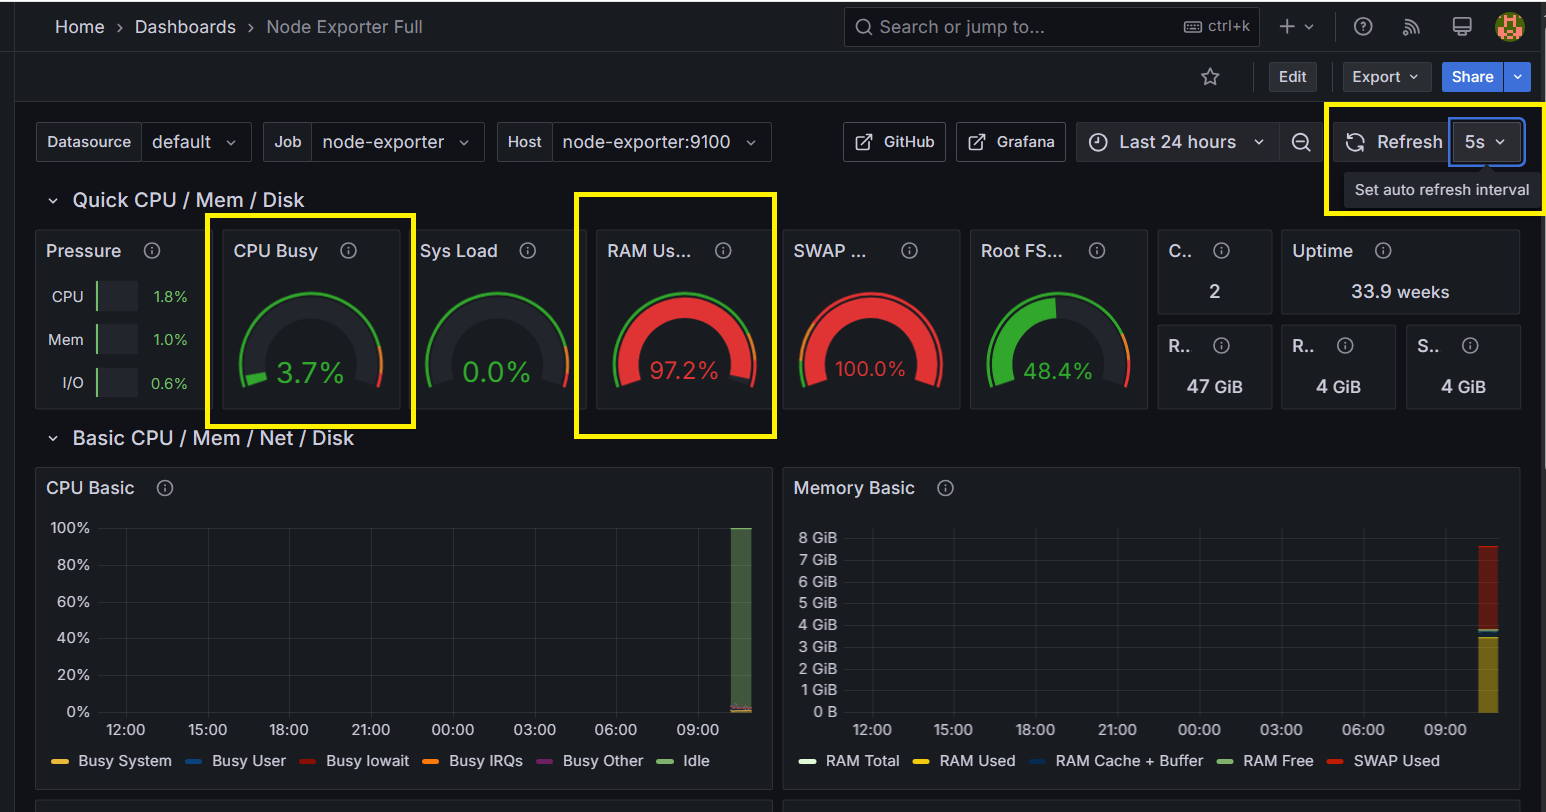 Home › Dashboards › Node Exporter Full
Search or jump to...
ctrl+k
Edit
Export
Share
Datasource default
Job node-exporter
Host node-exporter:9100
GitHub
Grafana
Last 24 hours
Refresh 5s
Set auto refresh interval
Quick CPU / Mem / Disk
Pressure
CPU 1.8%
Mem 1.0%
I/O 0.6%
CPU Busy
3.7%
Sys Load
0.0%
RAM Us...
97.2%
SWAP ...
100.0%
Root FS...
48.4%
C..
2
Uptime
33.9 weeks
R..
47 GiB
R..
4 GiB
S..
4 GiB
Basic CPU / Mem / Net / Disk
CPU Basic
100%
80%
60%
40%
20%
0%
12:00 15:00 18:00 21:00 00:00 03:00 06:00 09:00
Busy System Busy User Busy Iowait Busy IRQs Busy Other Idle
Memory Basic
8 GiB
7 GiB
6 GiB
5 GiB
4 GiB
3 GiB
2 GiB
1 GiB
0 B
12:00 15:00 18:00 21:00 00:00 03:00 06:00 09:00
RAM Total RAM Used RAM Cache + Buffer RAM Free SWAP Used